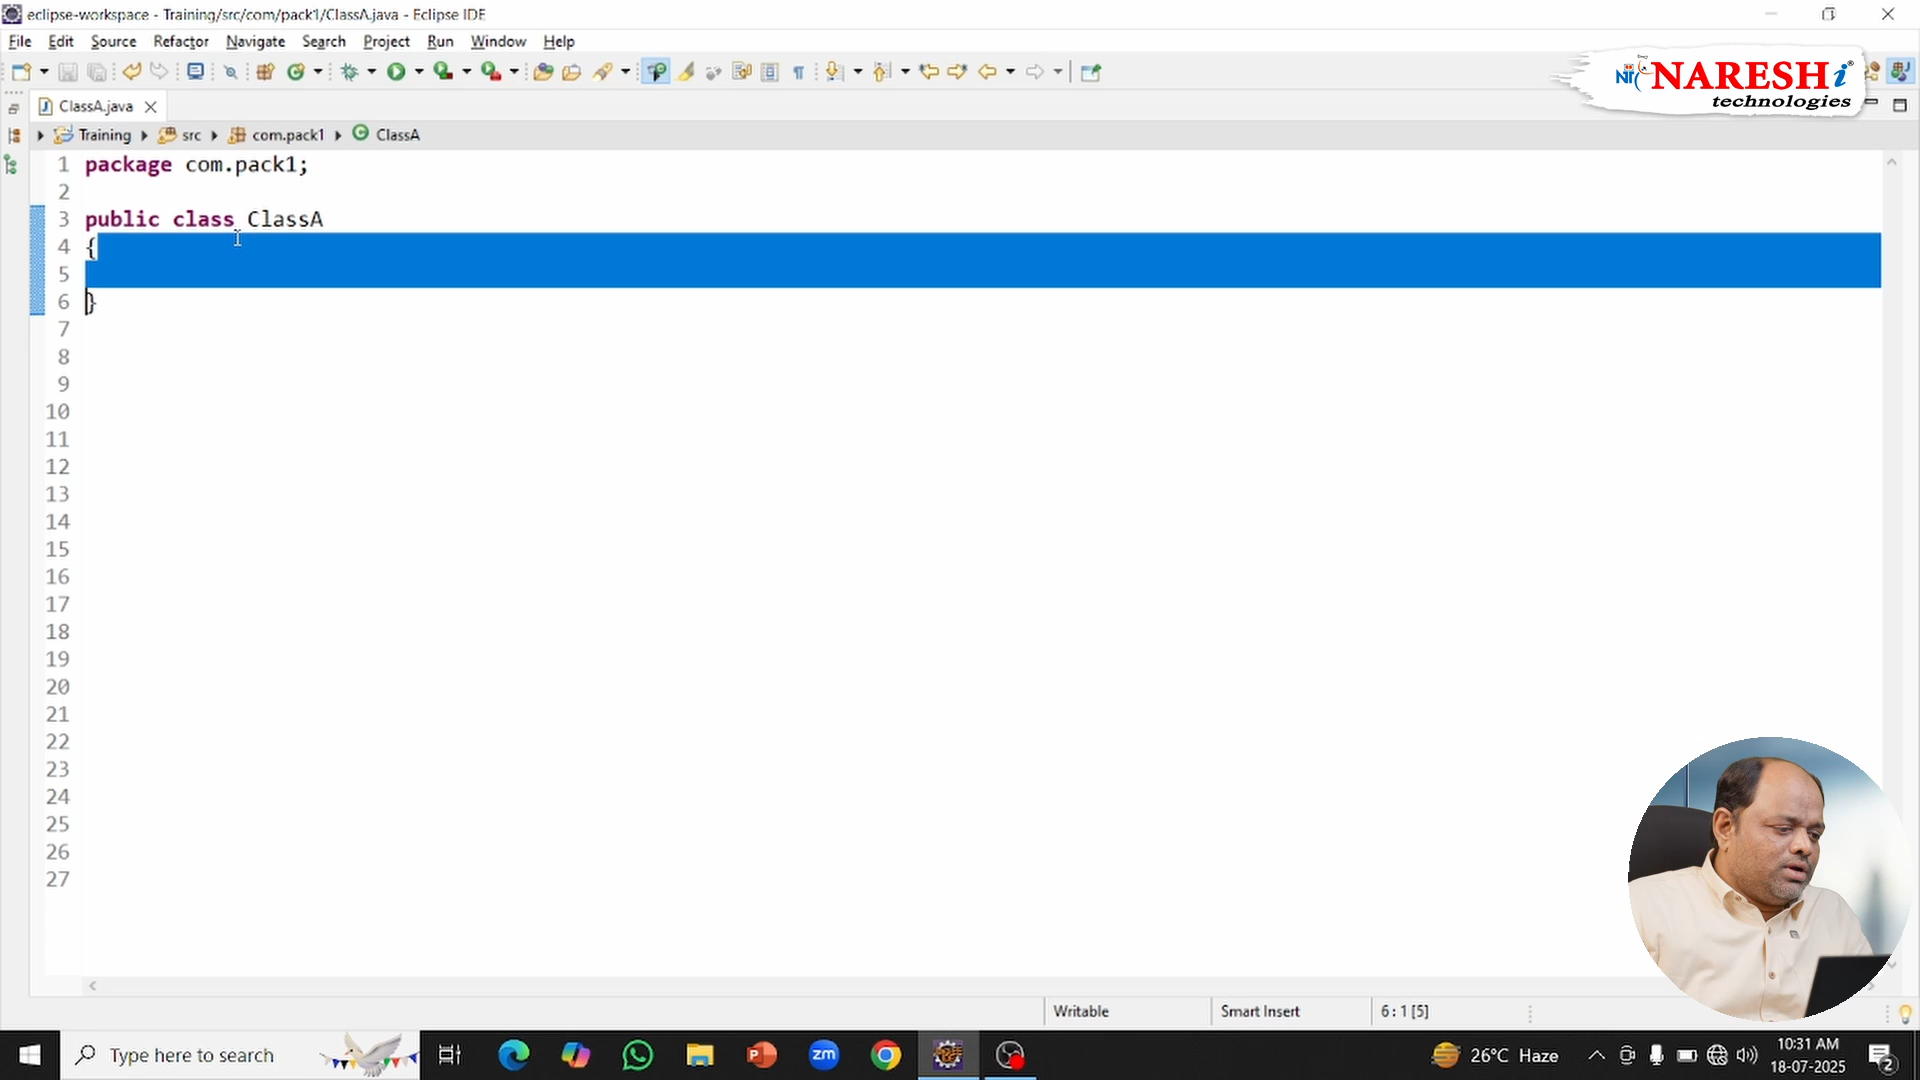 eclipse-workspace - Training/src/com/pack1/ClassA.java - Eclipse IDE
File Edit Source Refactor Navigate Search Project Run Window Help
NARESH i
technologies
ClassA.java
Training src com.pack1 ClassA
1 package com.pack1;
2
3 public class ClassA
4 {
5
6 }
7
8
9
10
11
12
13
14
15
16
17
18
19
20
21
22
23
24
25
26
27
Writable Smart Insert 6 : 1 [5]
Type here to search zm 26°C Haze 10:31 AM
18-07-2025 2